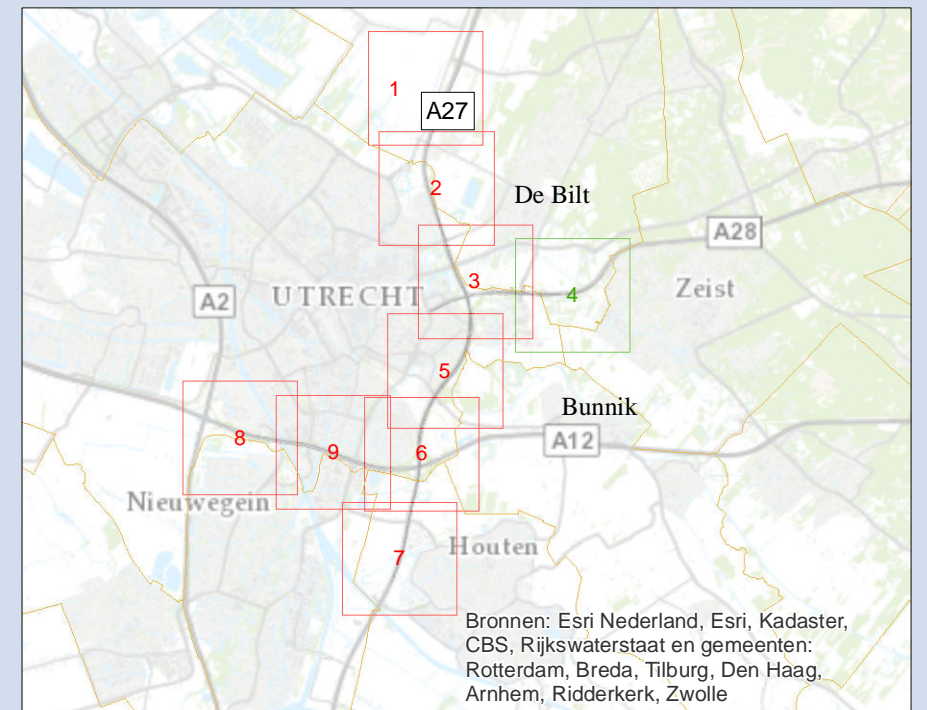 1
A27
2
De Bilt
A28
3
4
Zeist
A2
UTRECHT
5
Bunnik
8
9
6
A12
Nieuwegein
7
Houten
Bronnen: Esri Nederland, Esri, Kadaster,
CBS, Rijkswaterstaat en gemeenten:
Rotterdam, Breda, Tilburg, Den Haag,
Arnhem, Ridderkerk, Zwolle